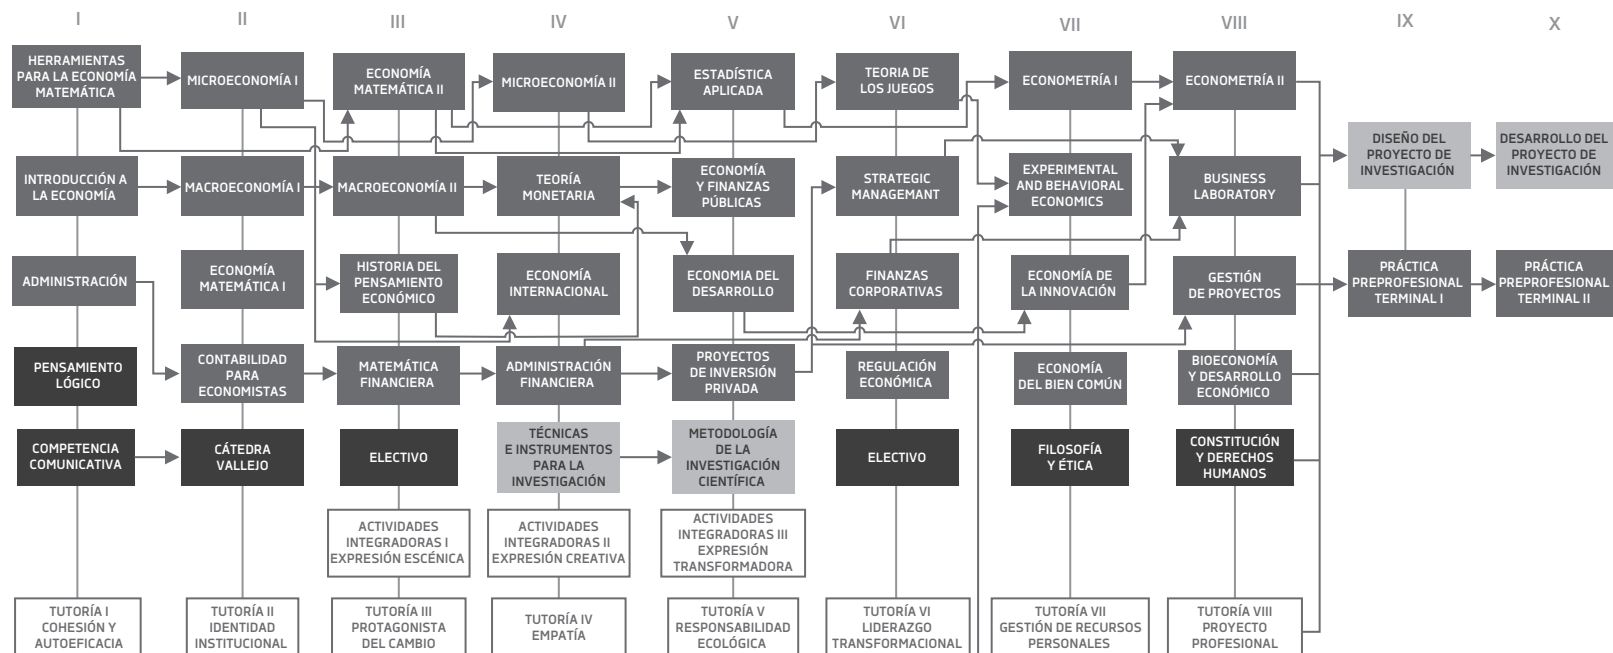 I
II
III
IV
V
VI
VII
VIII
IX
X
HERRAMIENTAS
PARA LA ECONOMÍA
MATEMÁTICA
INTRODUCCIÓN A
LA ECONOMÍA
ADMINISTRACIÓN
PENSAMIENTO
LÓGICO
COMPETENCIA
COMUNICATIVA
TUTORÍA I
COHESIÓN Y
AUTOEFICACIA
MICROECONOMÍA I
MACROECONOMÍA I
ECONOMÍA
MATEMÁTICA I
CONTABILIDAD
PARA
ECONOMISTAS
CÁTEDRA
VALLEJO
TUTORÍA II
IDENTIDAD
INSTITUCIONAL
ECONOMÍA
MATEMÁTICA II
MACROECONOMÍA II
HISTORIA DEL
PENSAMIENTO
ECONÓMICO
MATEMÁTICA
FINANCIERA
ELECTIVO
ACTIVIDADES
INTEGRADORAS I
EXPRESIÓN ESCÉNICA
TUTORÍA III
PROTAGONISTA
DEL CAMBIO
MICROECONOMÍA II
TEORÍA
MONETARIA
ECONOMÍA
INTERNACIONAL
ADMINISTRACIÓN
FINANCIERA
TÉCNICAS
E INSTRUMENTOS
PARA LA
INVESTIGACIÓN
ACTIVIDADES
INTEGRADORAS II
EXPRESIÓN CREATIVA
TUTORÍA IV
EMPATÍA
ESTADÍSTICA
APLICADA
ECONOMÍA
Y FINANZAS
PÚBLICAS
ECONOMIA DEL
DESARROLLO
PROYECTOS
DE INVERSIÓN
PRIVADA
METODOLOGÍA
DE LA
INVESTIGACIÓN
CIENTÍFICA
ACTIVIDADES
INTEGRADORAS III
EXPRESIÓN
TRANSFORMADORA
TUTORÍA V
RESPONSABILIDAD
ECOLÓGICA
TEORIA DE
LOS JUEGOS
STRATEGIC
MANAGEMANT
FINANZAS
CORPORATIVAS
REGULACIÓN
ECONÓMICA
ELECTIVO
TUTORÍA VI
LIDERAZGO
TRANSFORMACIONAL
ECONOMETRÍA I
EXPERIMENTAL
AND BEHAVIORAL
ECONOMICS
ECONOMÍA DE
LA INNOVACIÓN
ECONOMÍA
DEL BIEN COMÚN
FILOSOFÍA
Y ÉTICA
TUTORÍA VII
GESTIÓN DE RECURSOS
PERSONALES
ECONOMETRÍA II
BUSINESS
LABORATORY
GESTIÓN
DE PROYECTOS
BIOECONOMÍA
Y DESARROLLO
ECONÓMICO
CONSTITUCIÓN
Y DERECHOS
HUMANOS
TUTORÍA VIII
PROYECTO
PROFESIONAL
DISEÑO DEL
PROYECTO DE
INVESTIGACIÓN
PRÁCTICA
PREPROFESIONAL
TERMINAL I
DESARROLLO DEL
PROYECTO DE
INVESTIGACIÓN
PRÁCTICA
PREPROFESIONAL
TERMINAL II